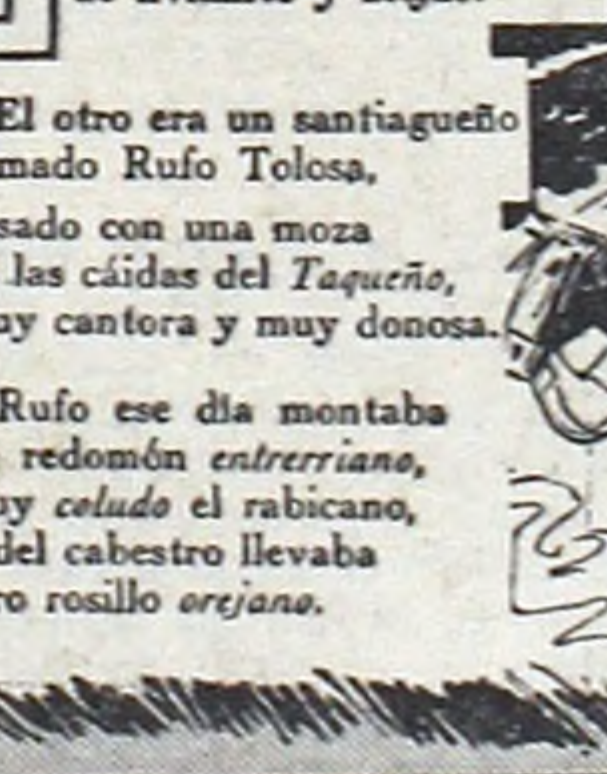 El otro era un santiagueño
mado Rufo Tolosa,
sado con una moza
las cáidas del Taqueño,
uy cantora y muy donosa.
Rufo ese día montaba
redomón entrerriano,
uy coludo el rabicano,
del cabestro llevaba
ro rosillo orejano.